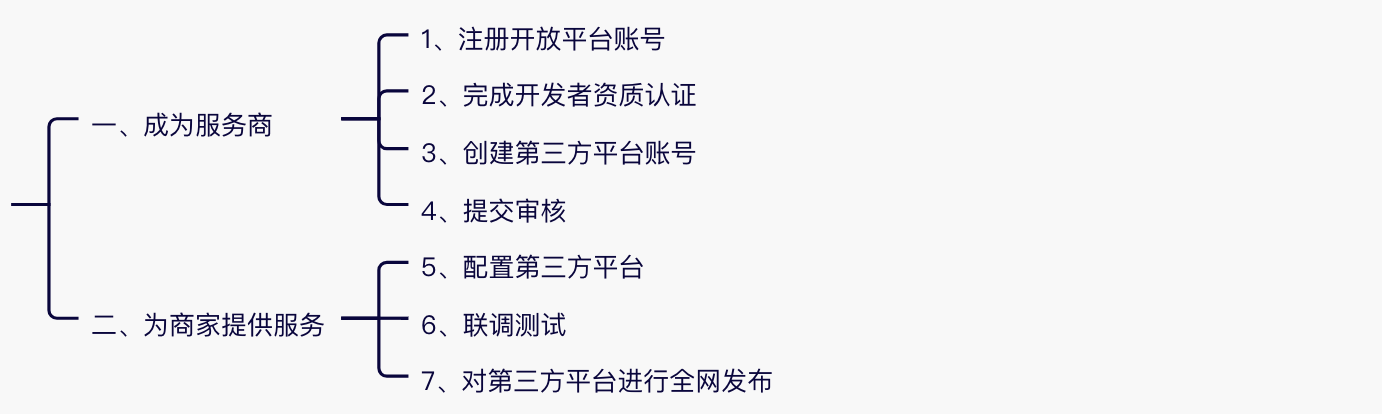 一、成为服务商
1、注册开放平台账号
2、完成开发者资质认证
3、创建第三方平台账号
4、提交审核
二、为商家提供服务
5、配置第三方平台
6、联调测试
7、对第三方平台进行全网发布